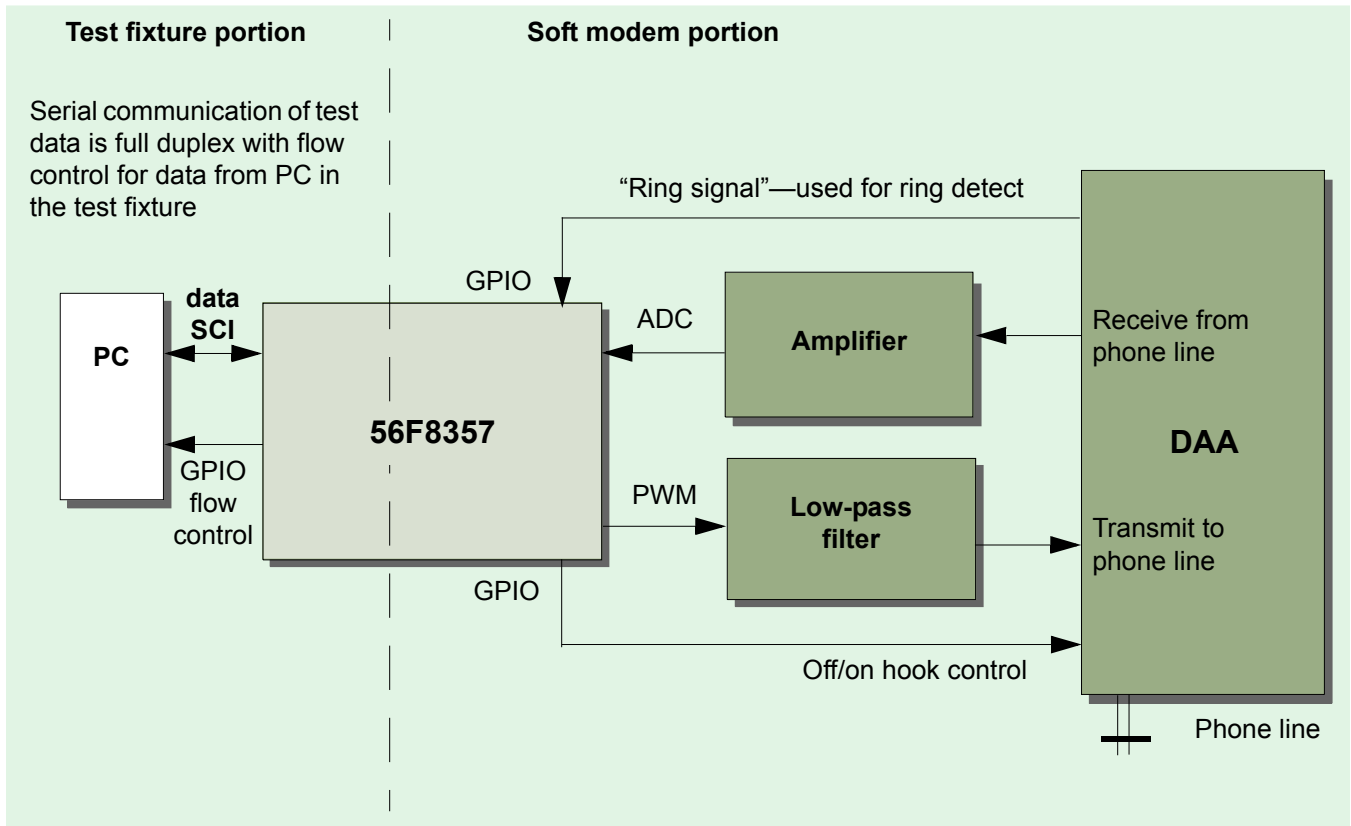 Test fixture portion
Soft modem portion
Serial communication of test
data is full duplex with flow
control for data from PC in
the test fixture
“Ring signal”—used for ring detect
GPIO
data
SCI
PC
ADC
Amplifier
Receive from
phone line
56F8357
DAA
GPIO
flow
control
PWM
Low-pass
filter
Transmit to
phone line
GPIO
Off/on hook control
Phone line